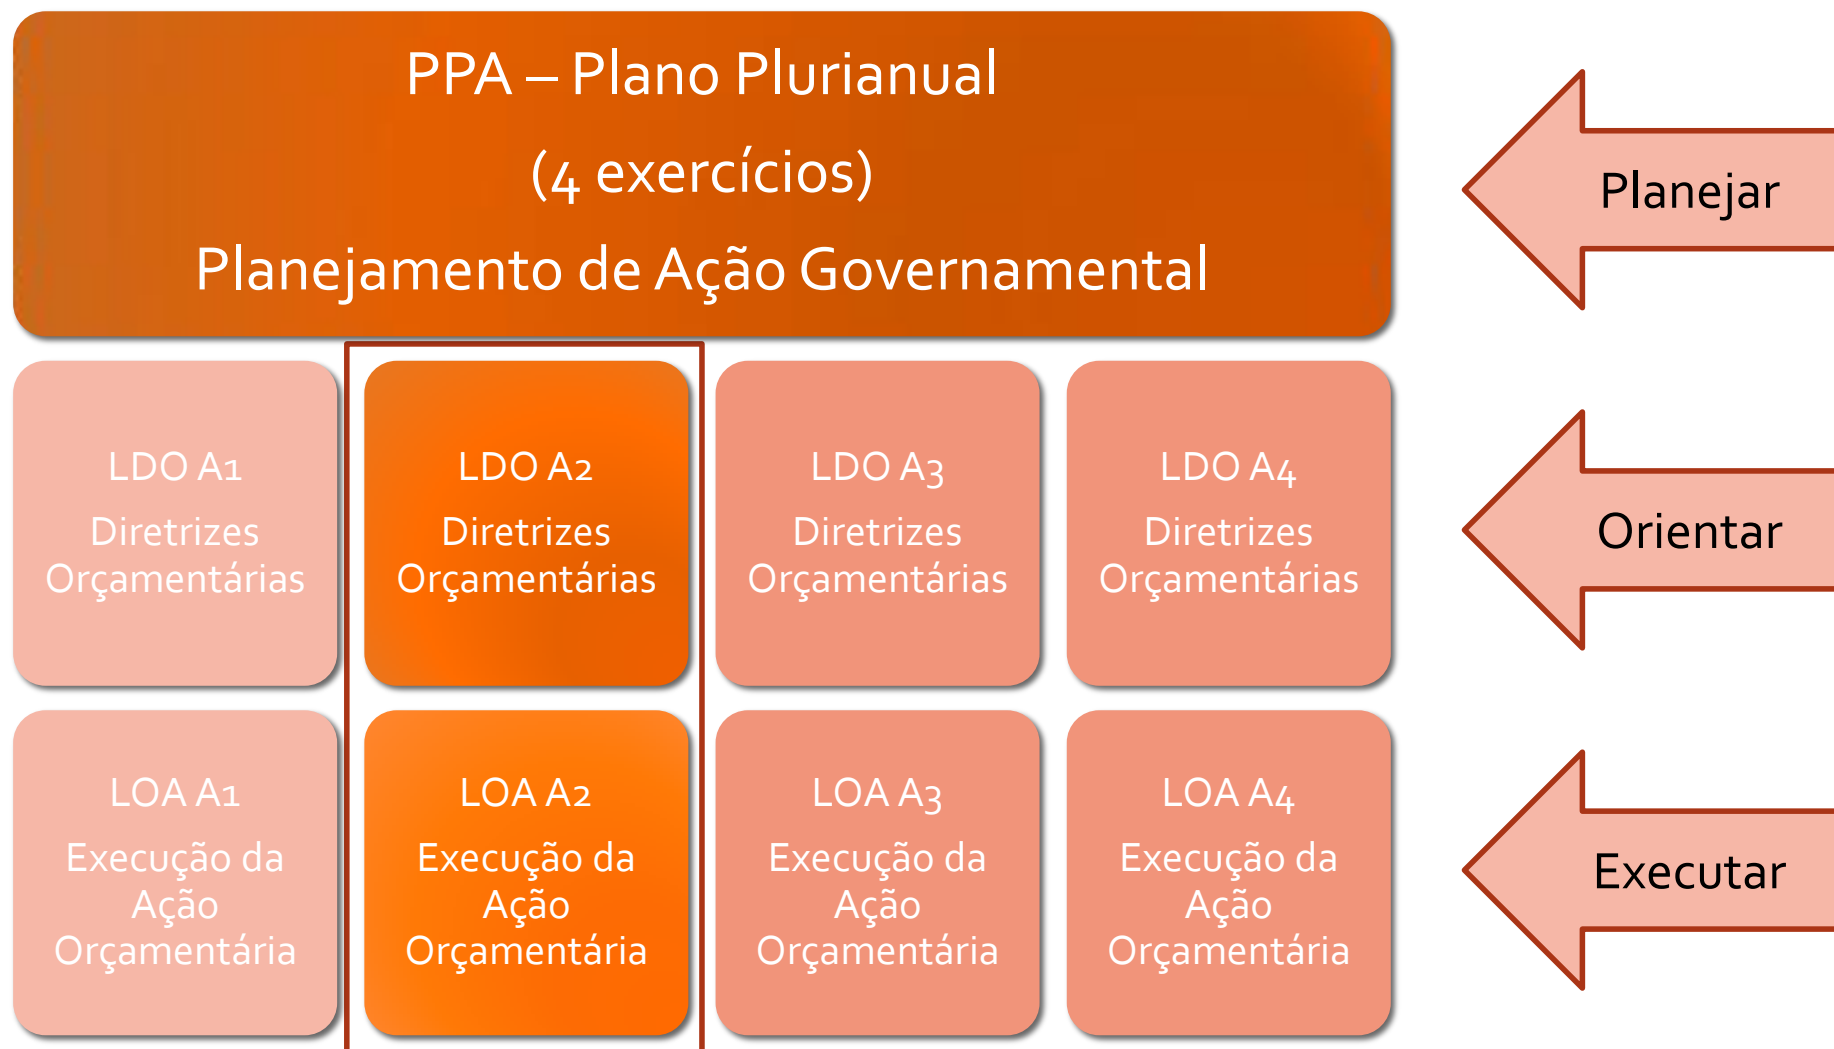 PPA – Plano Plurianual
(4 exercícios)
Planejamento de Ação Governamental
Planejar
LDO A1
Diretrizes
Orçamentárias
LDO A2
Diretrizes
Orçamentárias
LDO A3
Diretrizes
Orçamentárias
LDO A4
Diretrizes
Orçamentárias
Orientar
LOA A1
Execução da
Ação
Orçamentária
LOA A2
Execução da
Ação
Orçamentária
LOA A3
Execução da
Ação
Orçamentária
LOA A4
Execução da
Ação
Orçamentária
Executar